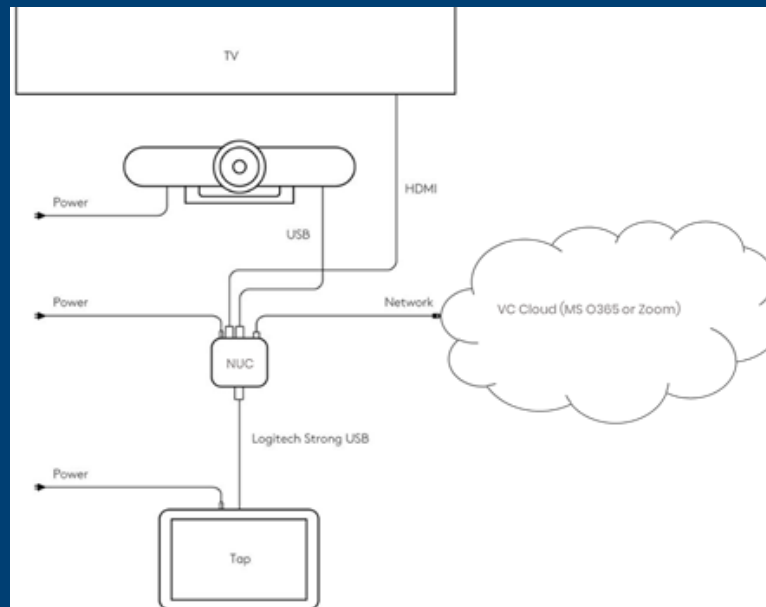 TV
HDMI
Power
USB
Power
Network
VC Cloud (MS O365 or Zoom)
NUC
Logitech Strong USB
Power
Tap